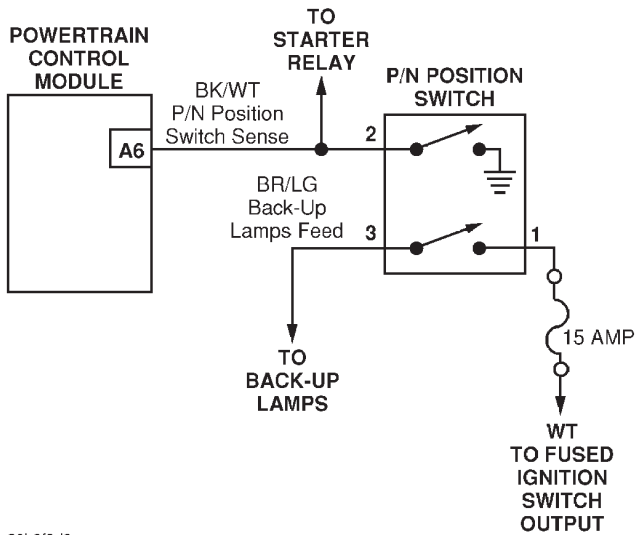 TO
STARTER
RELAY
POWERTRAIN
CONTROL
MODULE
P/N POSITION
SWITCH
BK/WT
P/N Position
Switch Sense
2
A6
BR/LG
Back-Up
Lamps Feed
3
1
15 AMP
TO
BACK-UP
LAMPS
WT
TO FUSED
IGNITION
SWITCH
OUTPUT